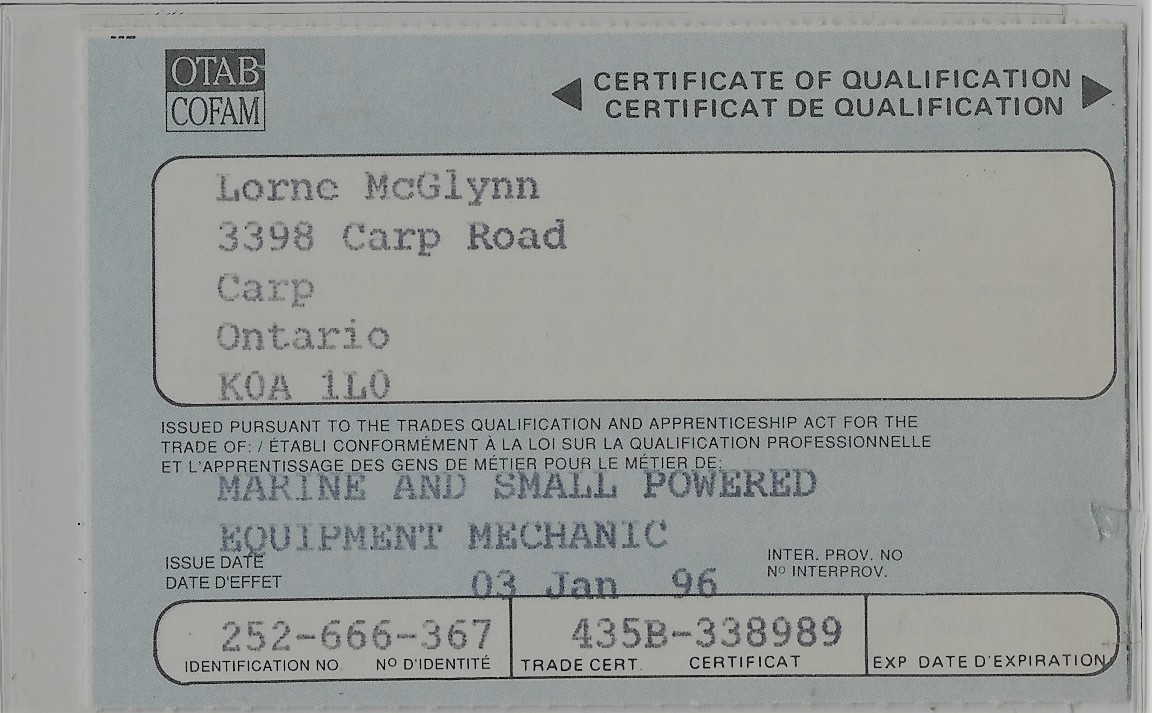 OTAB
COFAM
CERTIFICATE OF QUALIFICATION
CERTIFICAT DE QUALIFICATION
Lorne McGlynn
3398 Carp Road
Carp
Ontario
K0A 1L0
ISSUED PURSUANT TO THE TRADES QUALIFICATION AND APPRENTICESHIP ACT FOR THE
TRADE OF: / ÉTABLI CONFORMÉMENT À LA LOI SUR LA QUALIFICATION PROFESSIONNELLE
ET L'APPRENTISSAGE DES GENS DE MÉTIER POUR LE MÉTIER DE:
MARINE AND SMALL POWERED
EQUIPMENT MECHANIC
ISSUE DATE
DATE D'EFFET
03 Jan 96
INTER. PROV. NO
Nº INTERPROV.
252-666-367
IDENTIFICATION NO. Nº D'IDENTITÉ
435B-338989
TRADE CERT. CERTIFICAT
EXP DATE D'EXPIRATION